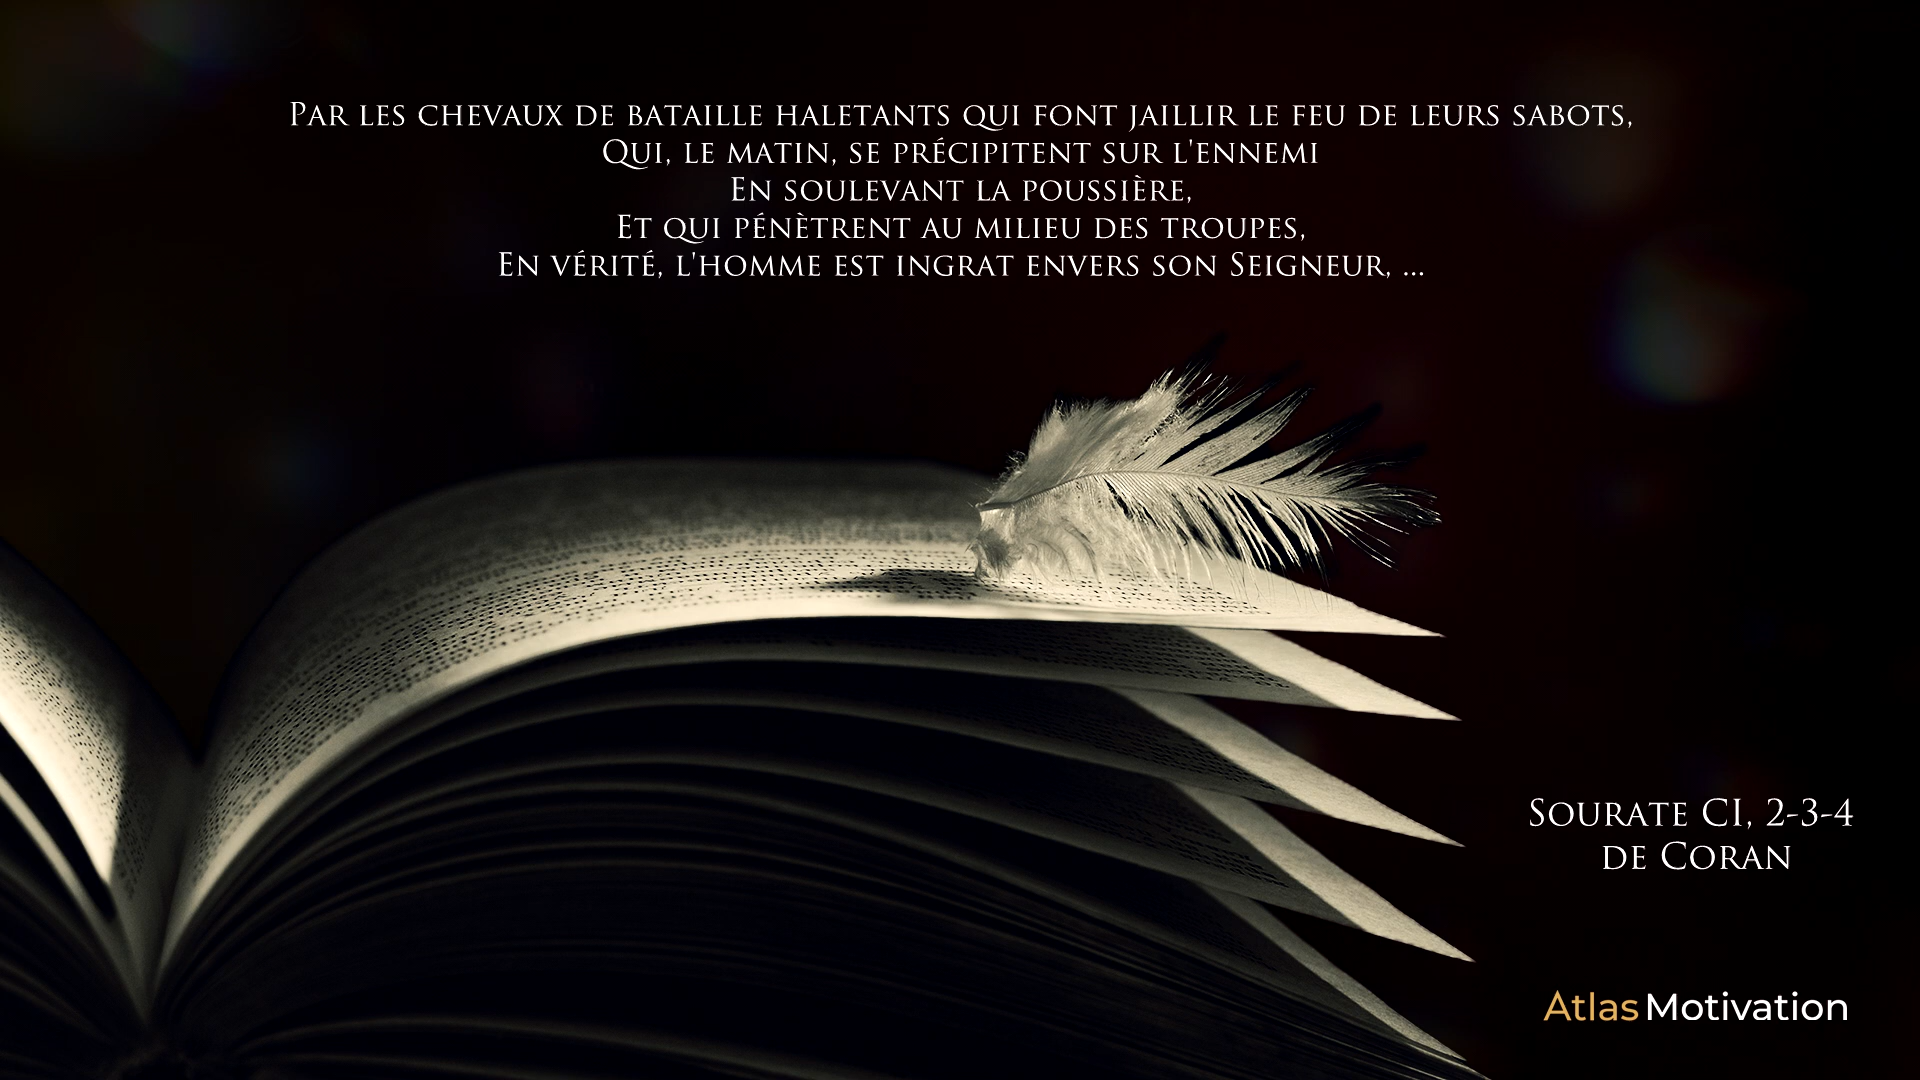 Par les chevaux de bataille haletants qui font jaillir le feu de leurs sabots,
Qui, le matin, se précipitent sur l'ennemi
En soulevant la poussière,
Et qui pénètrent au milieu des troupes,
En vérité, l'homme est ingrat envers son Seigneur, ...
Sourate CI, 2-3-4
de Coran
Atlas Motivation